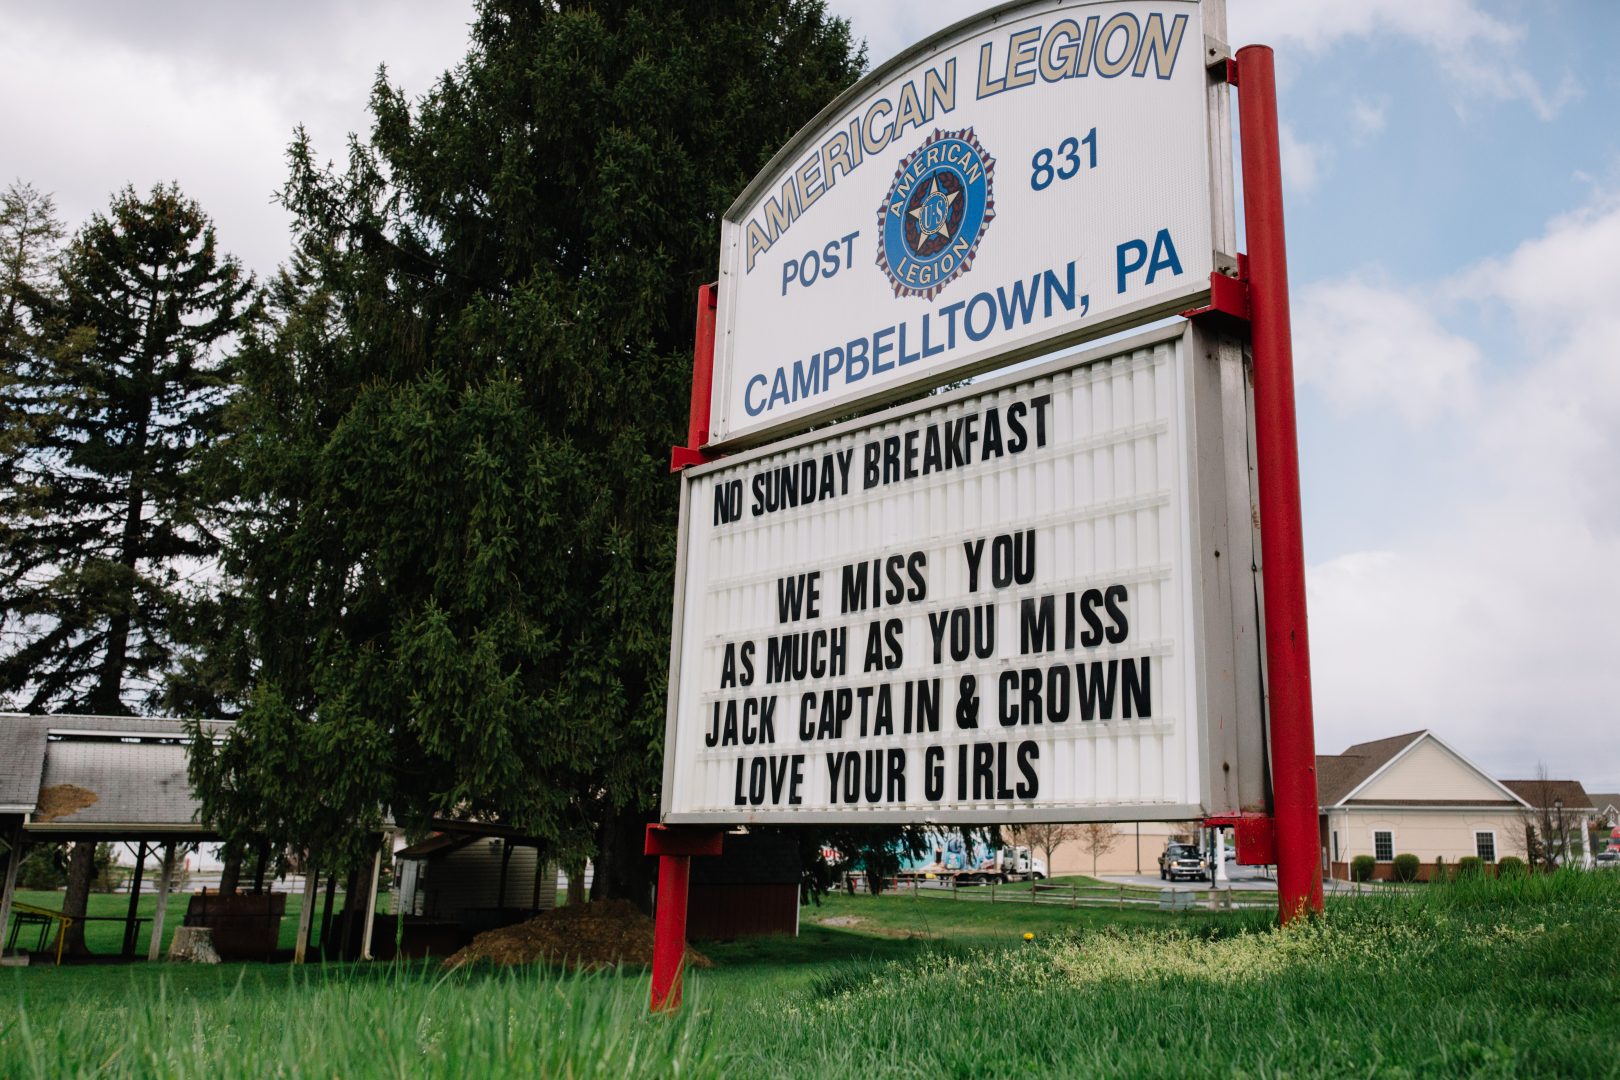 AMERICAN LEGION
POST 831
AMERICAN
U.S
LEGION
CAMPBELLTOWN, PA
NO SUNDAY BREAKFAST
WE MISS YOU
AS MUCH AS YOU MISS
JACK CAPTAIN & CROWN
LOVE YOUR GIRLS